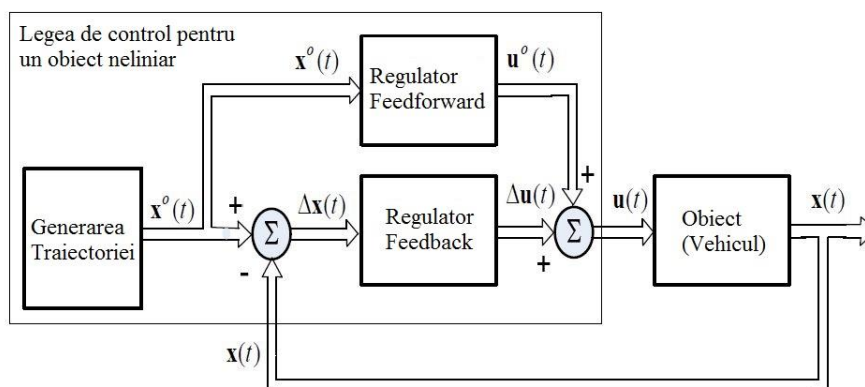 Legea de control pentru
un obiect neliniar
x°(t)
u°(t)
Regulator
Feedforward
Generarea
Traiectoriei
x°(t)
+
Σ
-
Δx(t)
Regulator
Feedback
Δu(t)
+
+
Σ
u(t)
Obiect
(Vehicul)
x(t)
x(t)